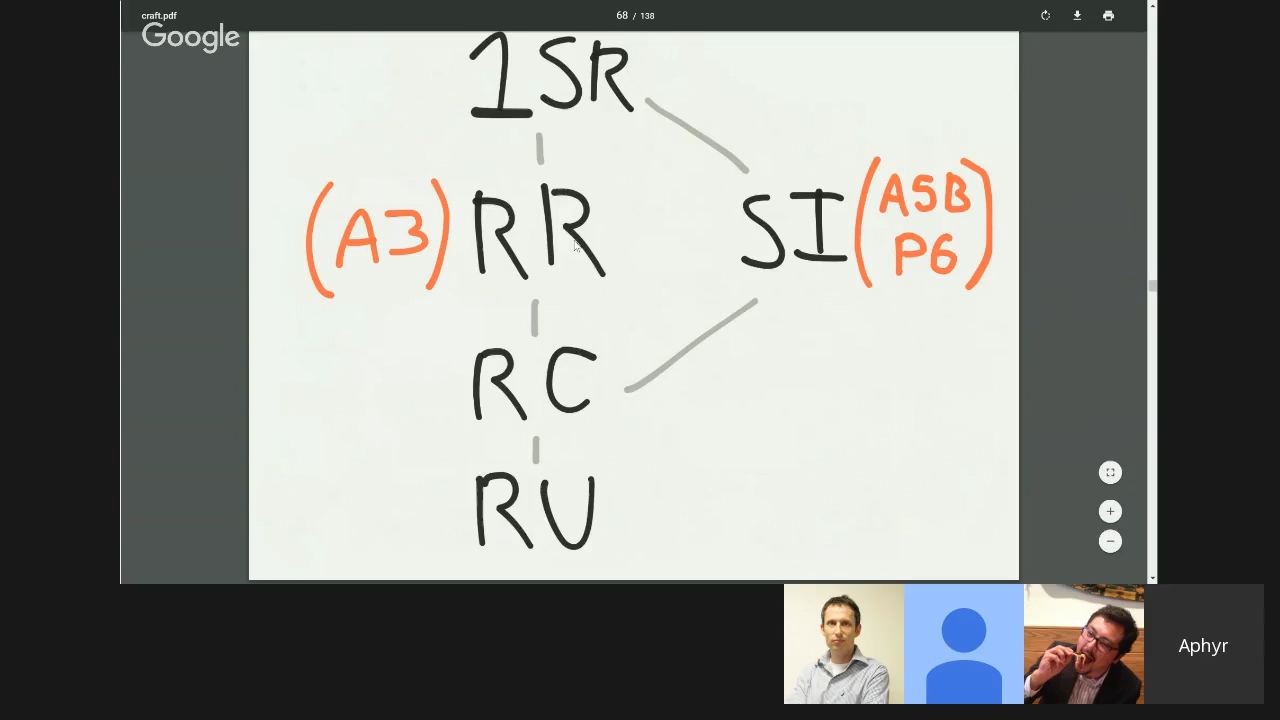 craft.pdf
68 / 138
Google
1SR
(A3) RR SI (A5B
P6)
RC
RU
Aphyr